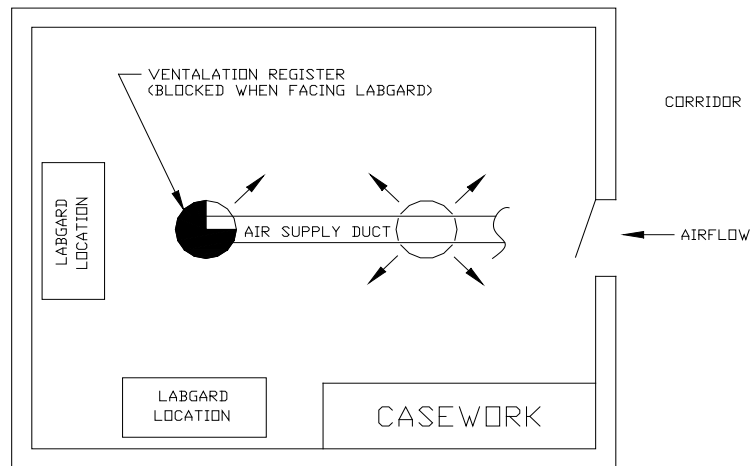 VENTALATION REGISTER
(BLOCKED WHEN FACING LABGARD)
CORRIDOR
LABGARD
LOCATION
AIR SUPPLY DUCT
AIRFLOW
LABGARD
LOCATION
CASEWORK